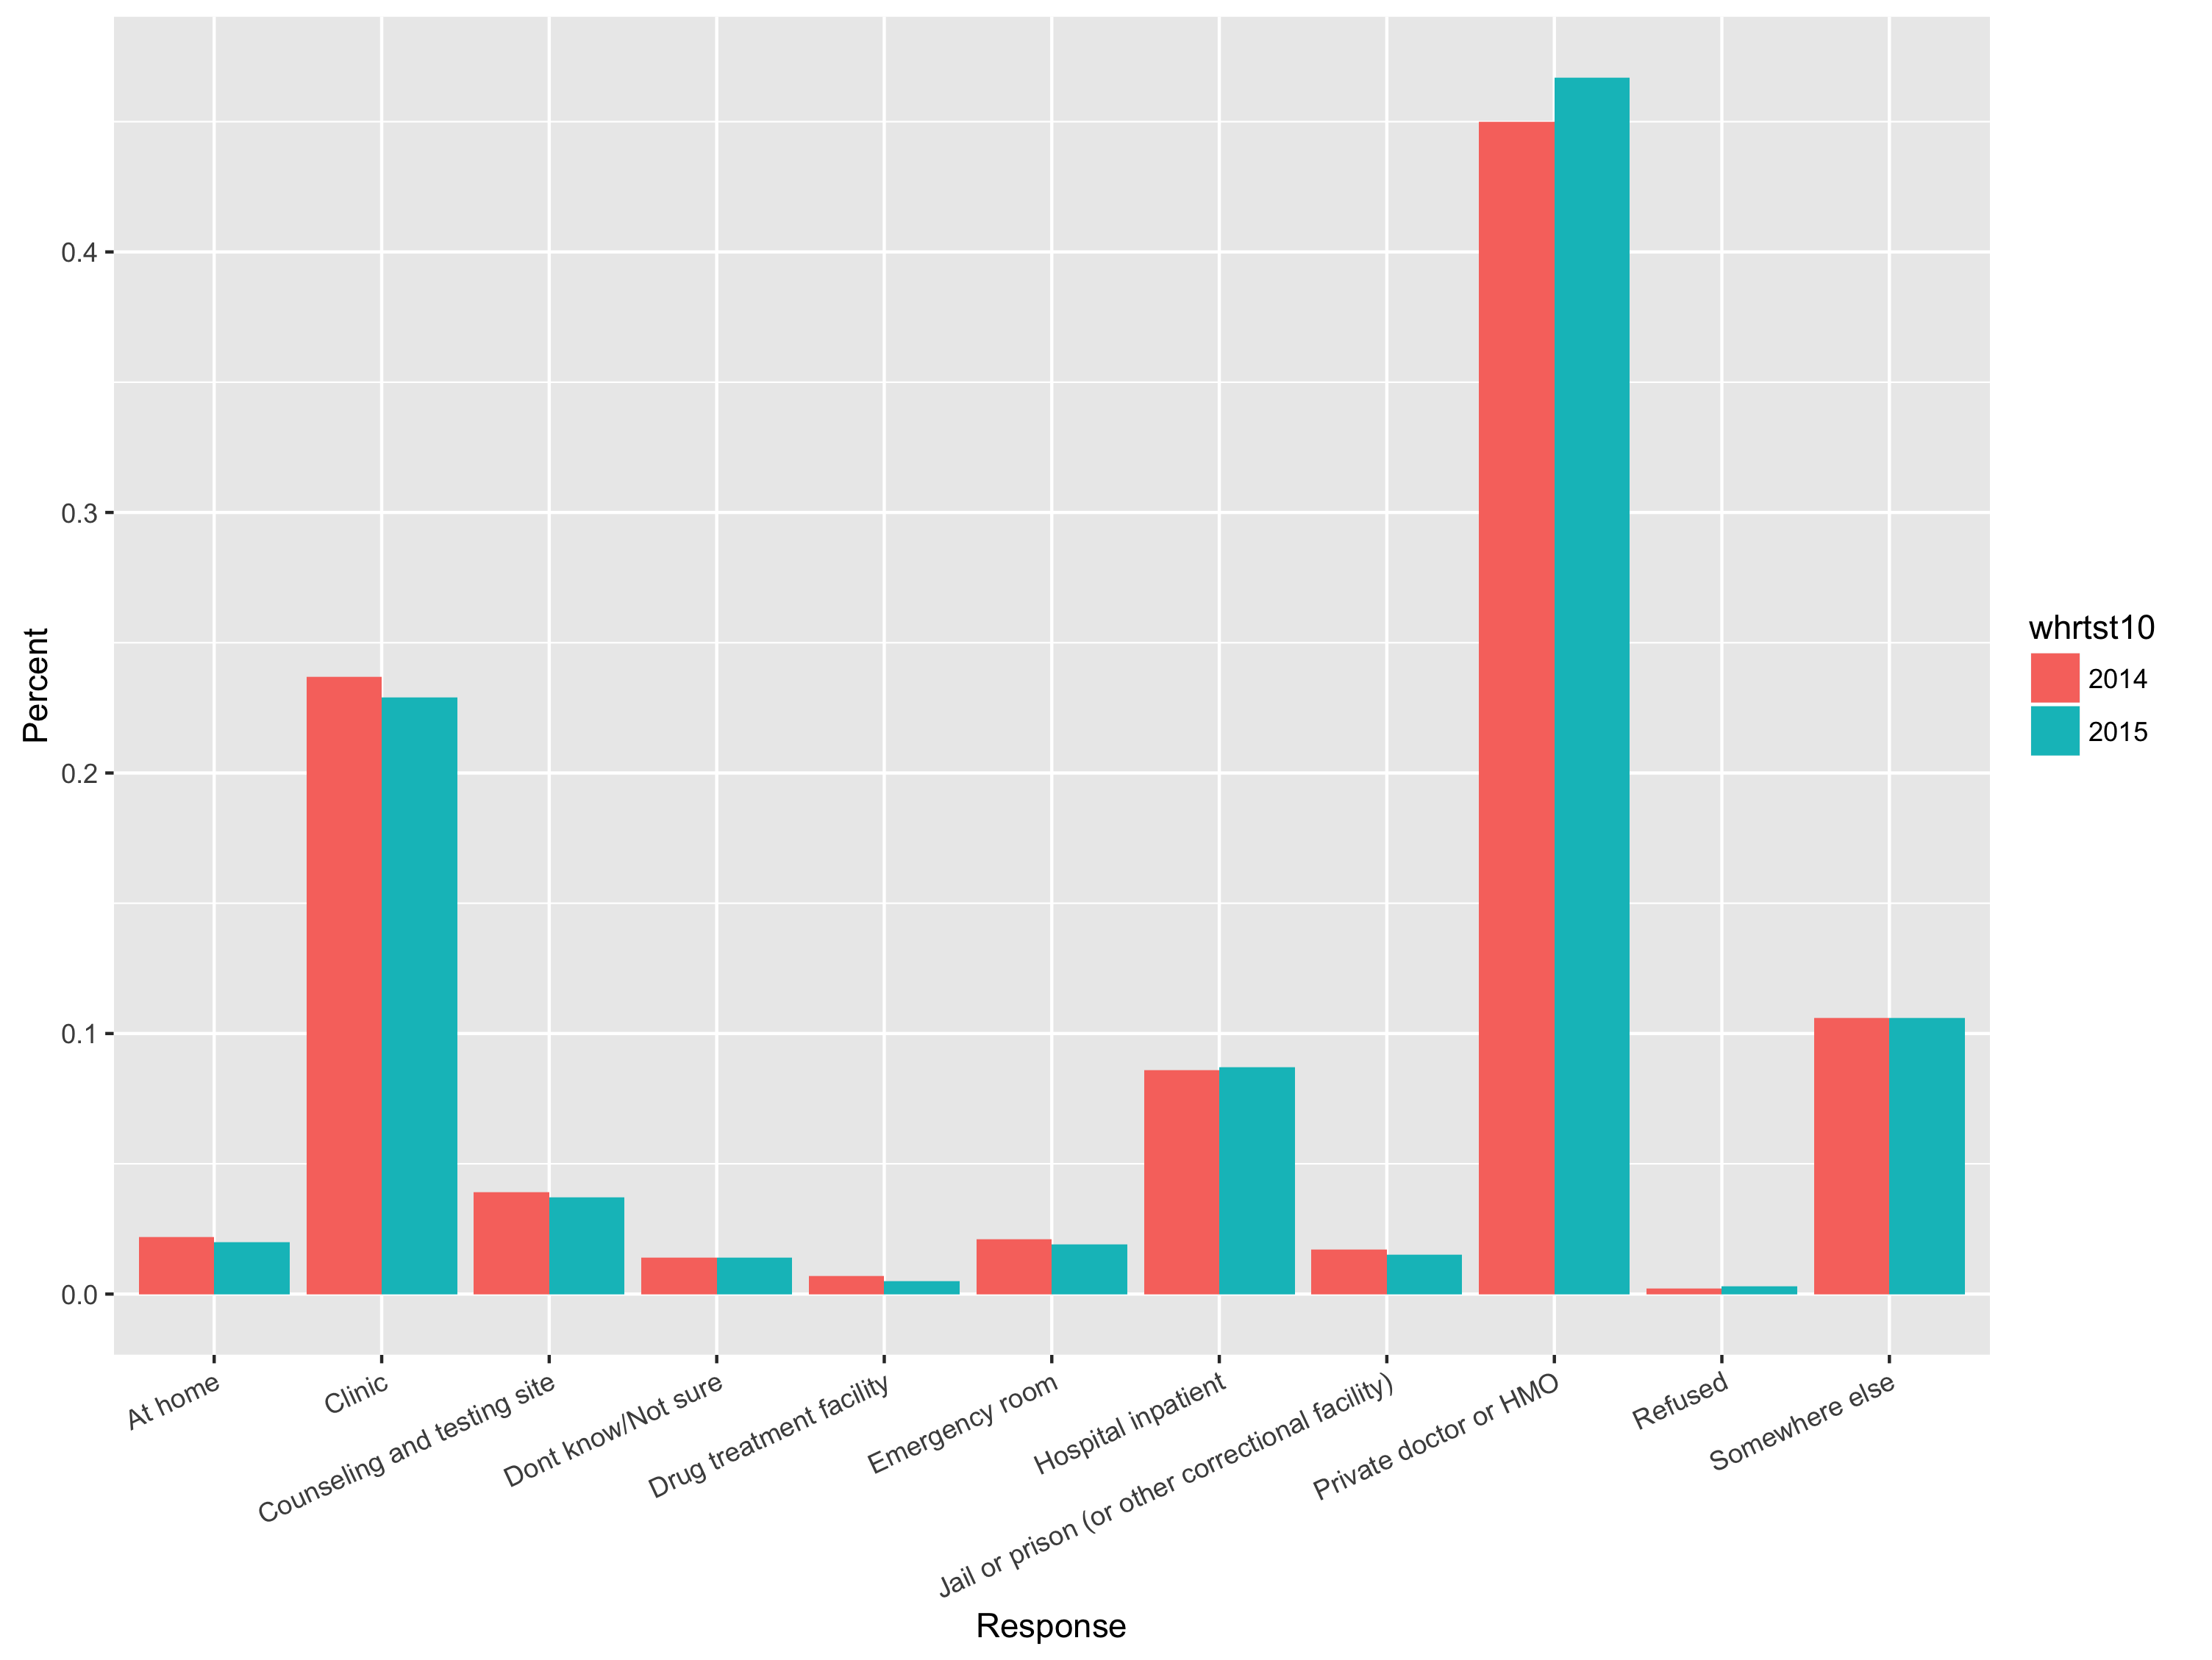 Percent
0.4
0.3
0.2
0.1
0.0
At home
Clinic
Counseling and testing site
Dont know/Not sure
Drug treatment facility
Emergency room
Hospital inpatient
Jail or prison (or other correctional facility)
Private doctor or HMO
Refused
Somewhere else
Response
whrtst10
2014
2015